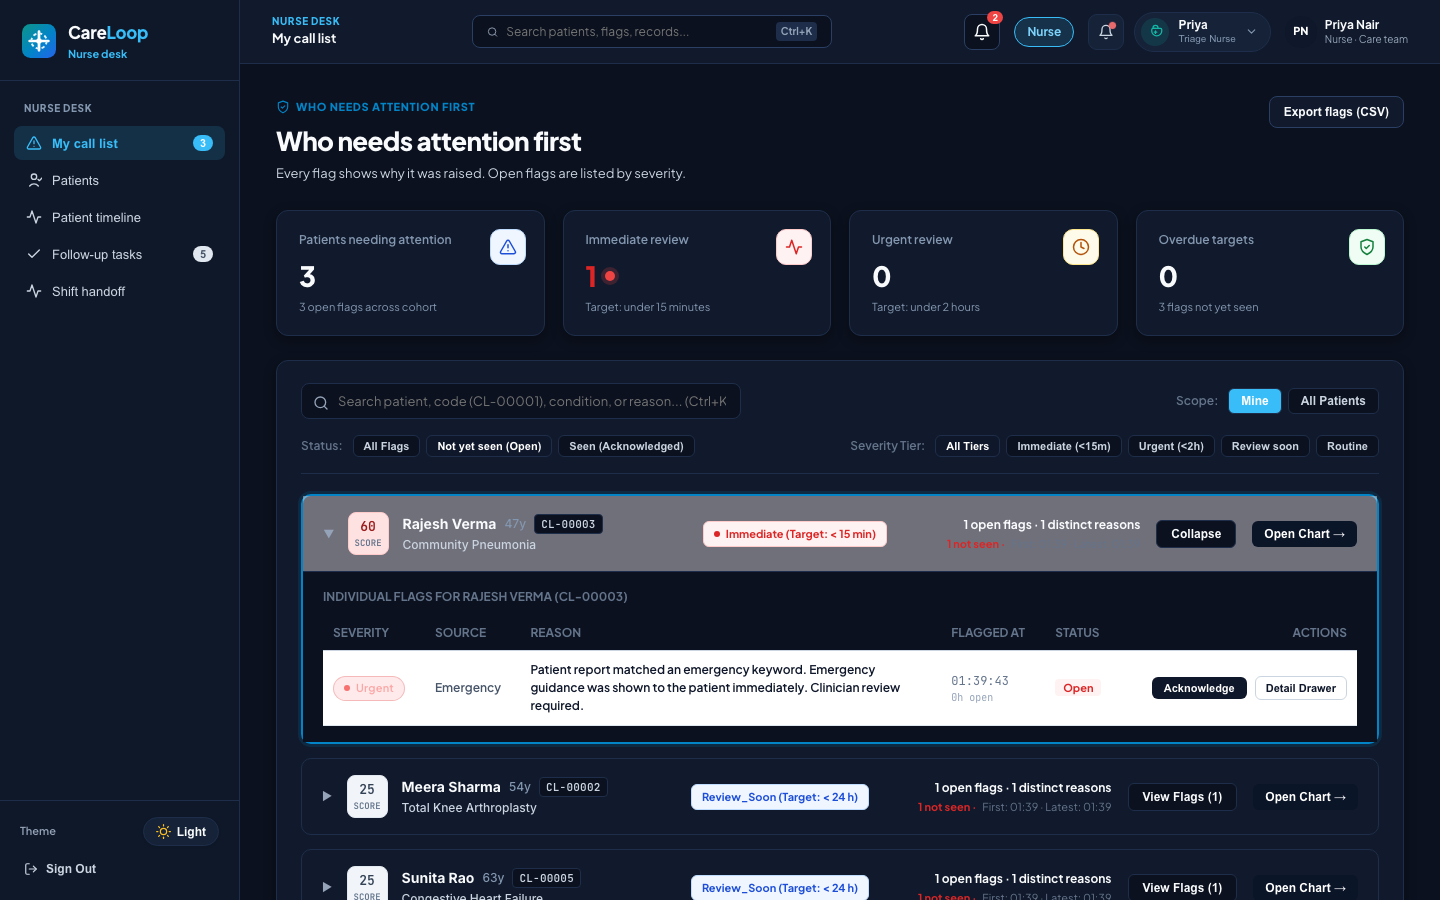 CareLoop
Nurse desk
NURSE DESK
My call list 3
Patients
Patient timeline
Follow-up tasks 5
Shift handoff
Theme
Light
Sign Out
NURSE DESK
My call list
Search patients, flags, records... Ctrl+K
2
Nurse
Priya
Triage Nurse
PN
Priya Nair
Nurse · Care team
WHO NEEDS ATTENTION FIRST
Who needs attention first
Every flag shows why it was raised. Open flags are listed by severity.
Export flags (CSV)
Patients needing attention
3
3 open flags across cohort
Immediate review
1
Target: under 15 minutes
Urgent review
0
Target: under 2 hours
Overdue targets
0
3 flags not yet seen
Search patient, code (CL-00001), condition, or reason... (Ctrl+K
Scope: Mine All Patients
Status: All Flags Not yet seen (Open) Seen (Acknowledged)
Severity Tier: All Tiers Immediate (<15m) Urgent (<2h) Review soon Routine
60
SCORE
Rajesh Verma 47y CL-00003
Community Pneumonia
Immediate (Target: < 15 min)
1 open flags · 1 distinct reasons
1 not seen ·
Collapse
Open Chart →
INDIVIDUAL FLAGS FOR RAJESH VERMA (CL-00003)
SEVERITY SOURCE REASON FLAGGED AT STATUS ACTIONS
Urgent
Emergency
Patient report matched an emergency keyword. Emergency
guidance was shown to the patient immediately. Clinician review
required.
01:39:43
0h open
Open
Acknowledge
Detail Drawer
25
SCORE
Meera Sharma 54y CL-00002
Total Knee Arthroplasty
Review_Soon (Target: < 24 h)
1 open flags · 1 distinct reasons
1 not seen · First: 01:39 · Latest: 01:39
View Flags (1)
Open Chart →
25
SCORE
Sunita Rao 63y CL-00005
Congestive Heart Failure
Review_Soon (Target: < 24 h)
1 open flags · 1 distinct reasons
1 not seen · First: 01:39 · Latest: 01:39
View Flags (1)
Open Chart →